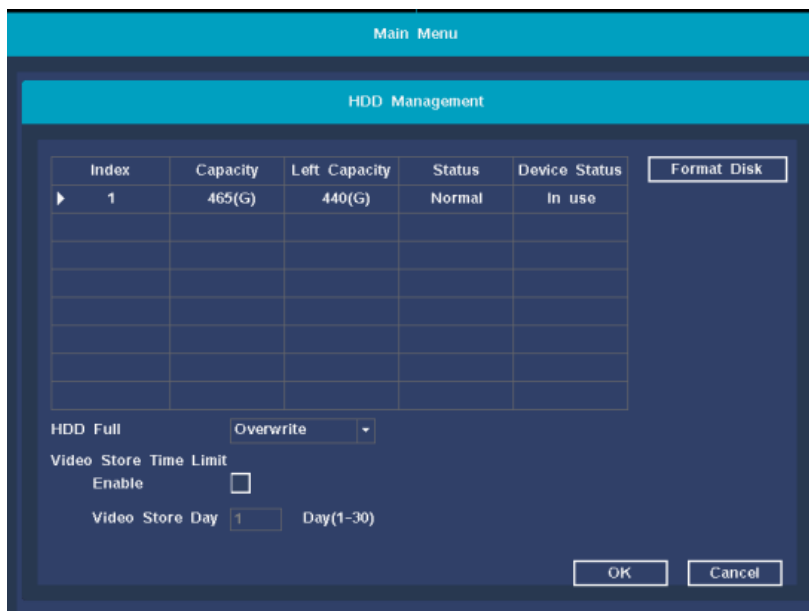 Main Menu
HDD Management
Index Capacity Left Capacity Status Device Status Format Disk
1 465(G) 440(G) Normal In use
HDD Full Overwrite
Video Store Time Limit
Enable
Video Store Day 1 Day(1-30)
OK Cancel